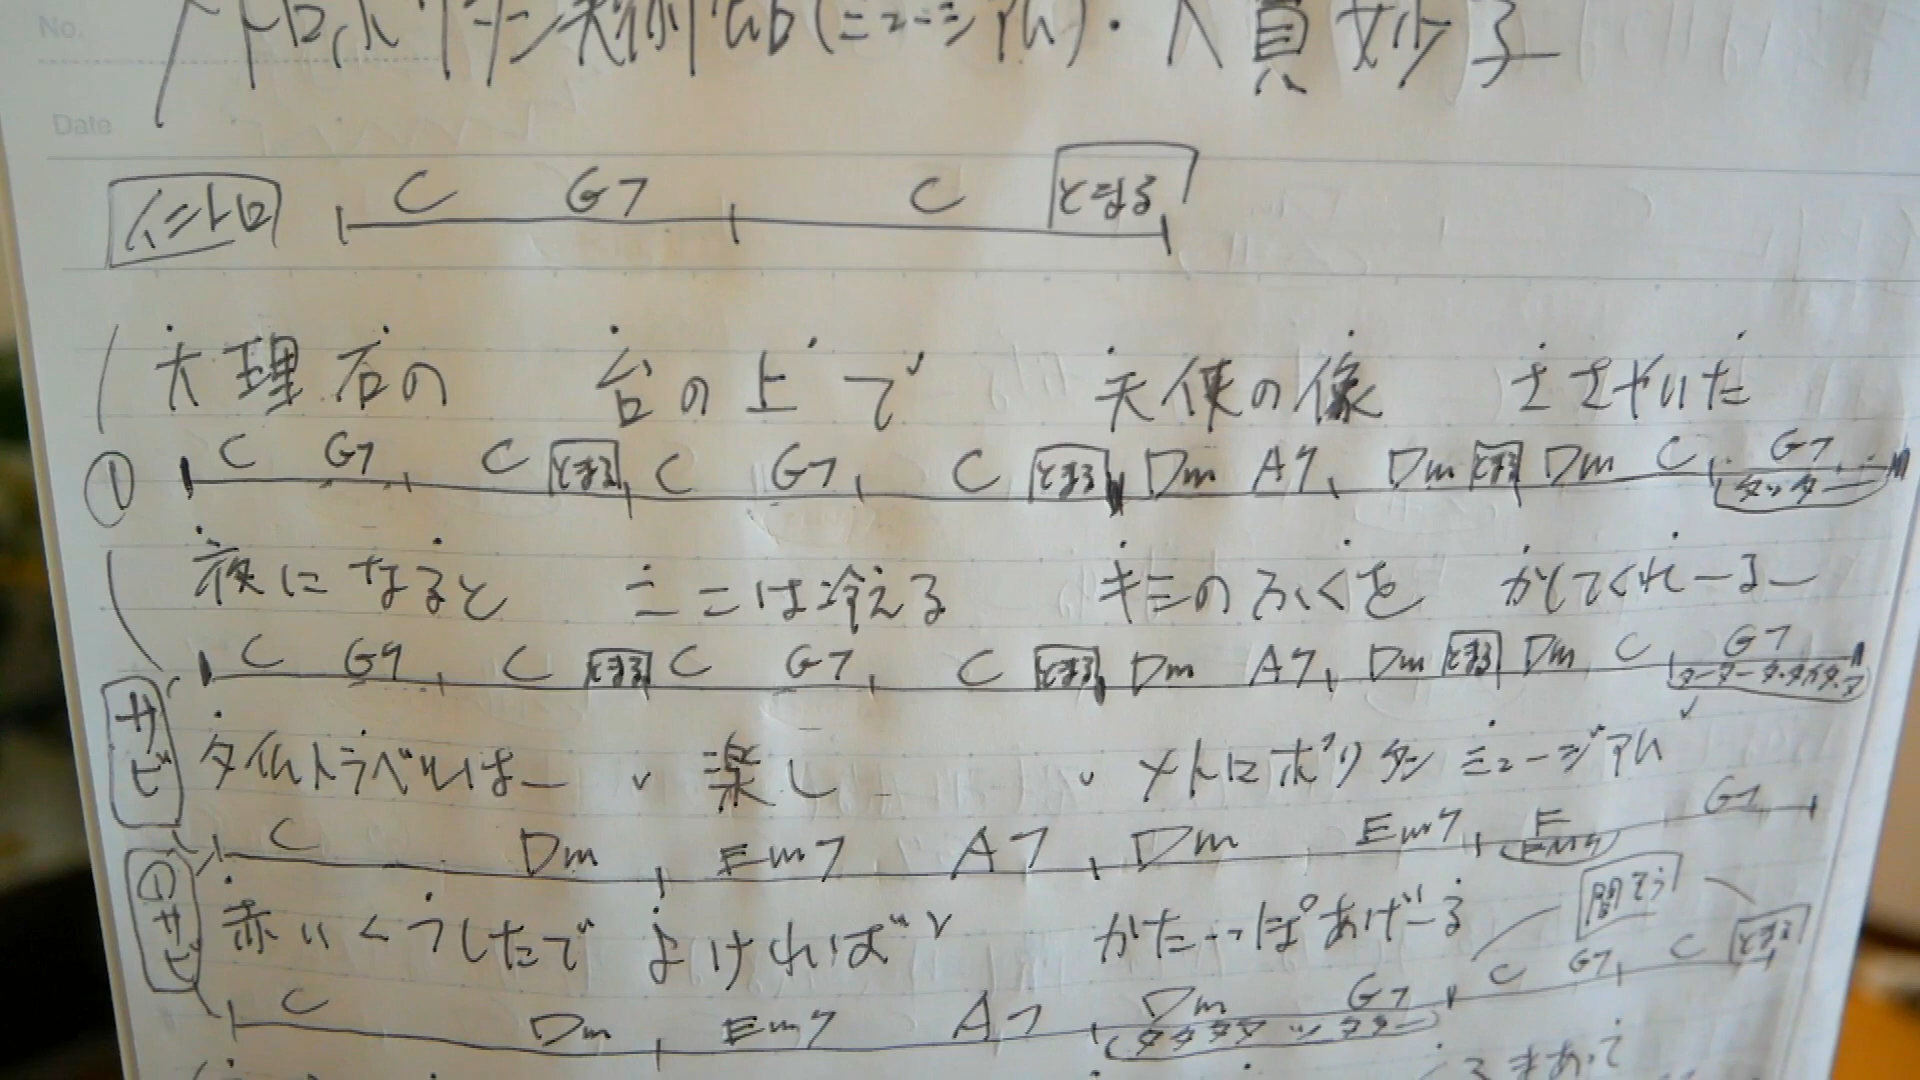 No.
メトロポリタン美術館(ミュージアム)・大貫妙子
Date
イントロ C G7 C とまる
大理石の 台の上で 天使の像 ささやいた
① C G7 C とまる C G7 C とまる Dm A7 Dm とまる Dm C G7
タッター
夜になると ここは冷える キミのふくを かしてくれーるー
C G7 C とまる C G7 C とまる Dm A7 Dm とまる Dm C G7
サビ タイムトラベルはー 楽し メトロポリタン ミュージアム
C Dm Em7 A7 Dm Em7 F G7
Em7
①サビ 赤いくつしたで よければ かたっぽあげーる
間そう
C Dm Em7 A7 Dm G7 C G7 C とまる